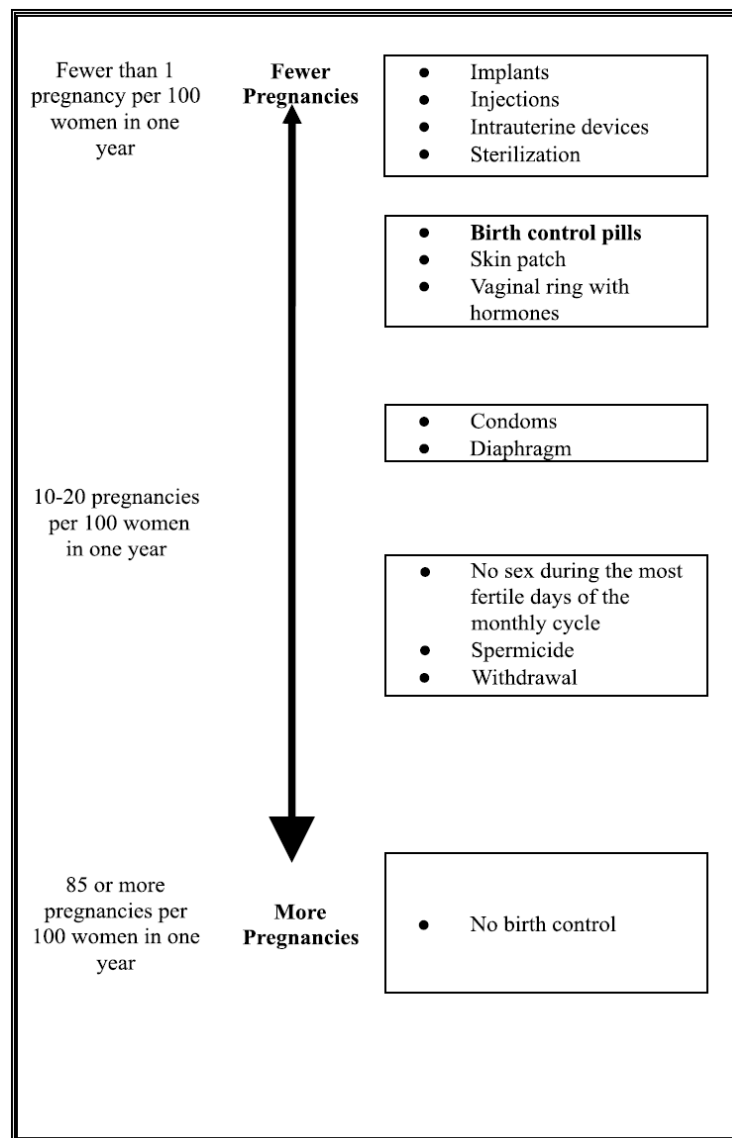 Fewer than 1
pregnancy per 100
women in one
year
Fewer
Pregnancies
● Implants
● Injections
● Intrauterine devices
● Sterilization
● Birth control pills
● Skin patch
● Vaginal ring with
hormones
● Condoms
● Diaphragm
10-20 pregnancies
per 100 women
in one year
● No sex during the most
fertile days of the
monthly cycle
● Spermicide
● Withdrawal
85 or more
pregnancies per
100 women in one
year
More
Pregnancies
● No birth control